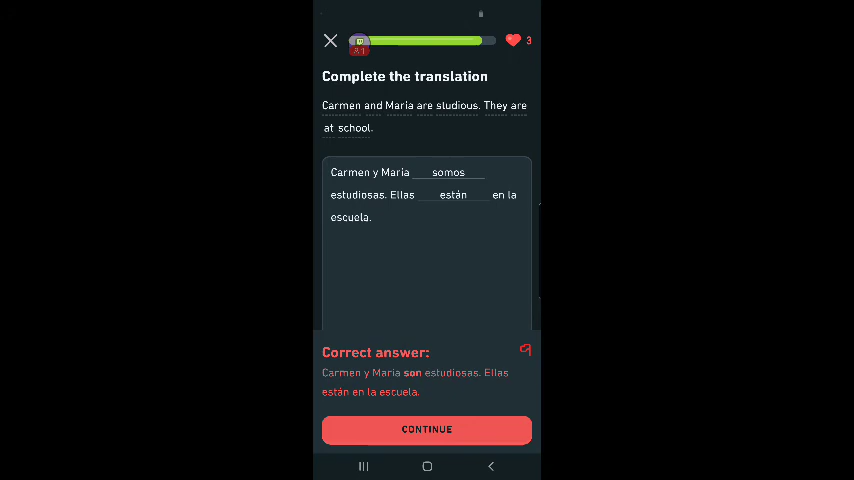 3
Complete the translation
Carmen and Maria are studious. They are
at school.
Carmen y Maria somos
estudiosas. Ellas están en la
escuela.
Correct answer:
Carmen y Maria son estudiosas. Ellas
están en la escuela.
CONTINUE